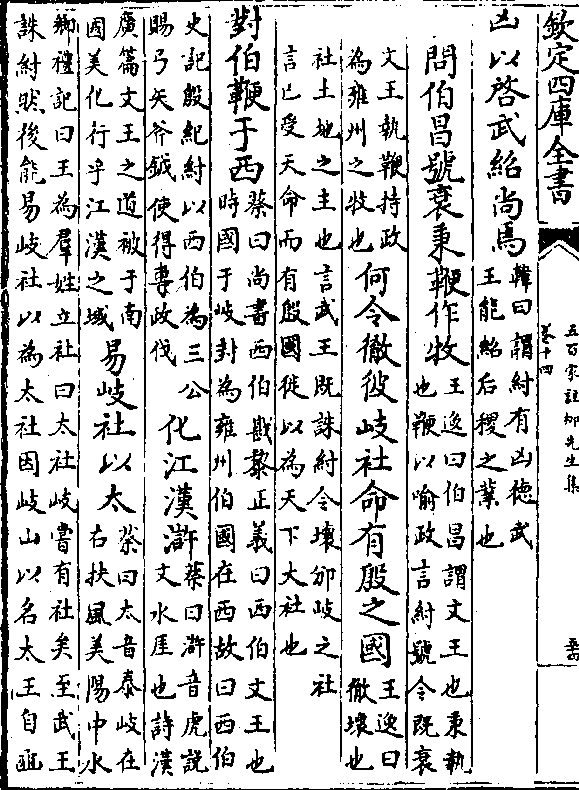 欽定四庫全書
五百家註柳先生集
卷十四
凶以啓武紹尚焉
韓曰謂紂有凶德武
王能紹后稷之業也
問伯昌號衰秉鞭作牧
王逸曰伯昌謂文王也秉執
也鞭以喻政言紂號令既衰
文王執鞭持政
為雍州之牧也
何令徹彼岐社命有殷之國
王逸曰
徹壞也
社土地之主也言武王既誅紂令壞邠岐之社
言已受天命而有殷國徙以為天下大社也
對伯鞭于西
蔡曰尚書西伯戡黎正義曰西伯文王也
時國于岐封為雍州伯國在西故曰西伯
史記殷紀紂以西伯為三公
賜弓矢斧鉞使得專政伐
化江漢滸
蔡曰滸音虎説
文水厓也詩漢
廣篇文王之道被于南
因美化行乎江漢之域
易岐社以太
蔡曰太音泰岐在
右扶風美陽中水
鄉禮記曰王為羣姓立社曰太社岐嘗有社矣至武王
誅紂然後能易岐社以為太社因岐山以名太王自豳